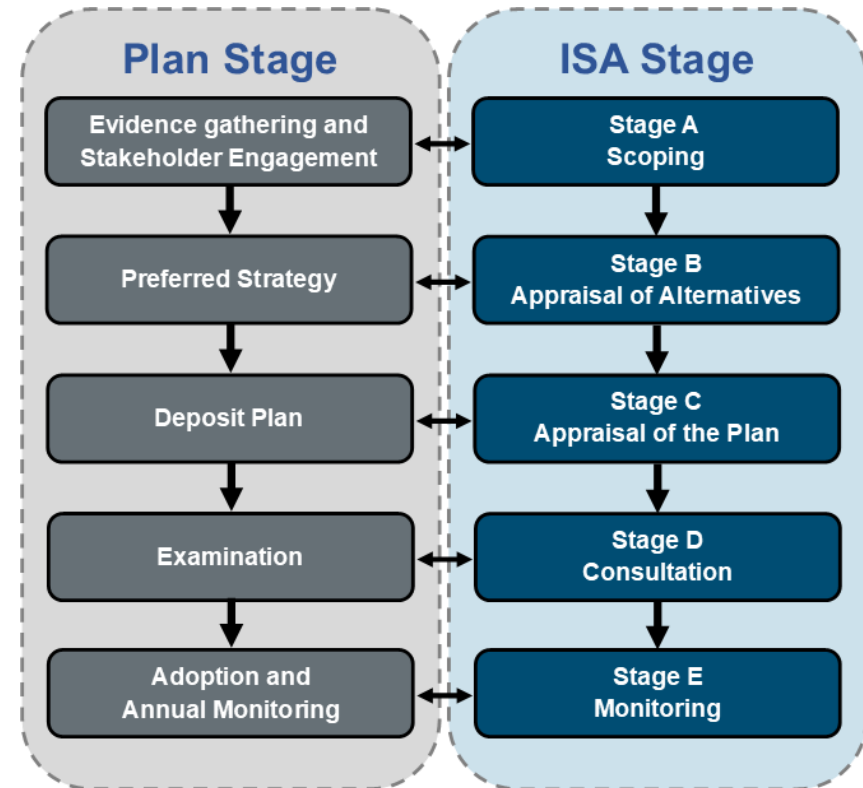 Plan Stage
Evidence gathering and
Stakeholder Engagement
Preferred Strategy
Deposit Plan
Examination
Adoption and
Annual Monitoring
ISA Stage
Stage A
Scoping
Stage B
Appraisal of Alternatives
Stage C
Appraisal of the Plan
Stage D
Consultation
Stage E
Monitoring